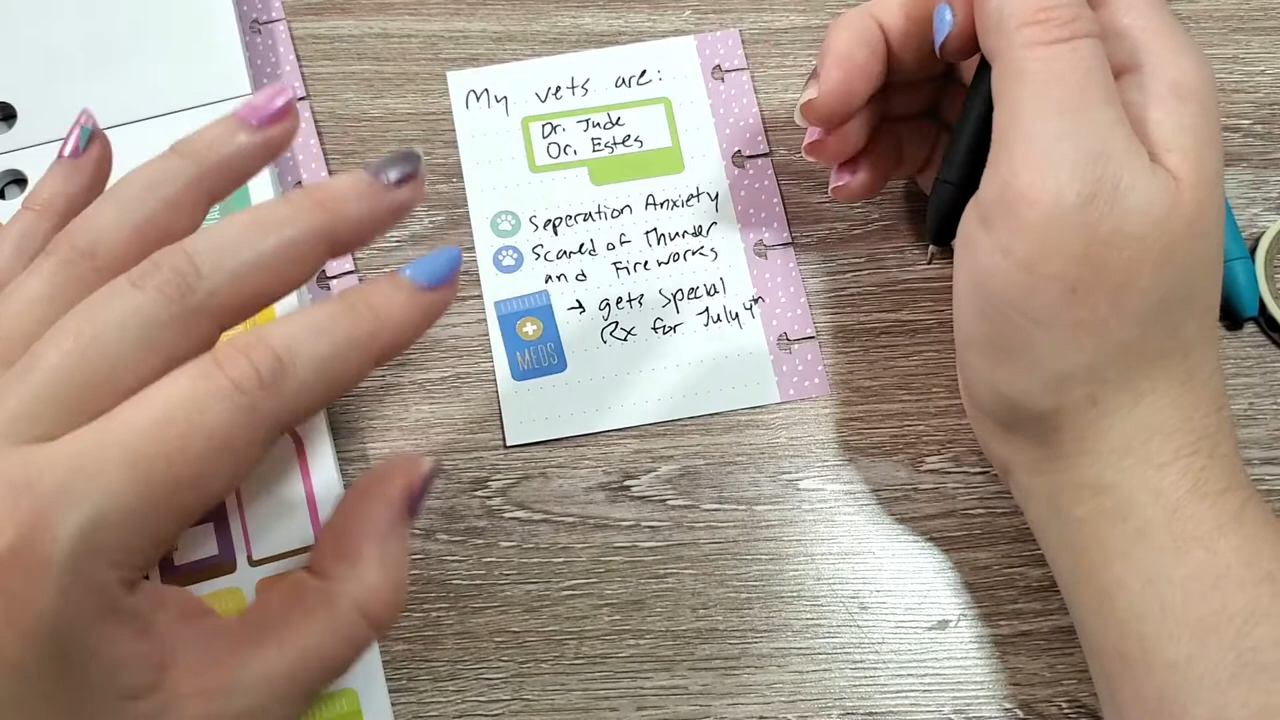 My vets are:
Dr. Jude
Dr. Estes
Seperation Anxiety
Scared of Thunder
and Fireworks
→ gets special
Rx for July 4th
MEDS